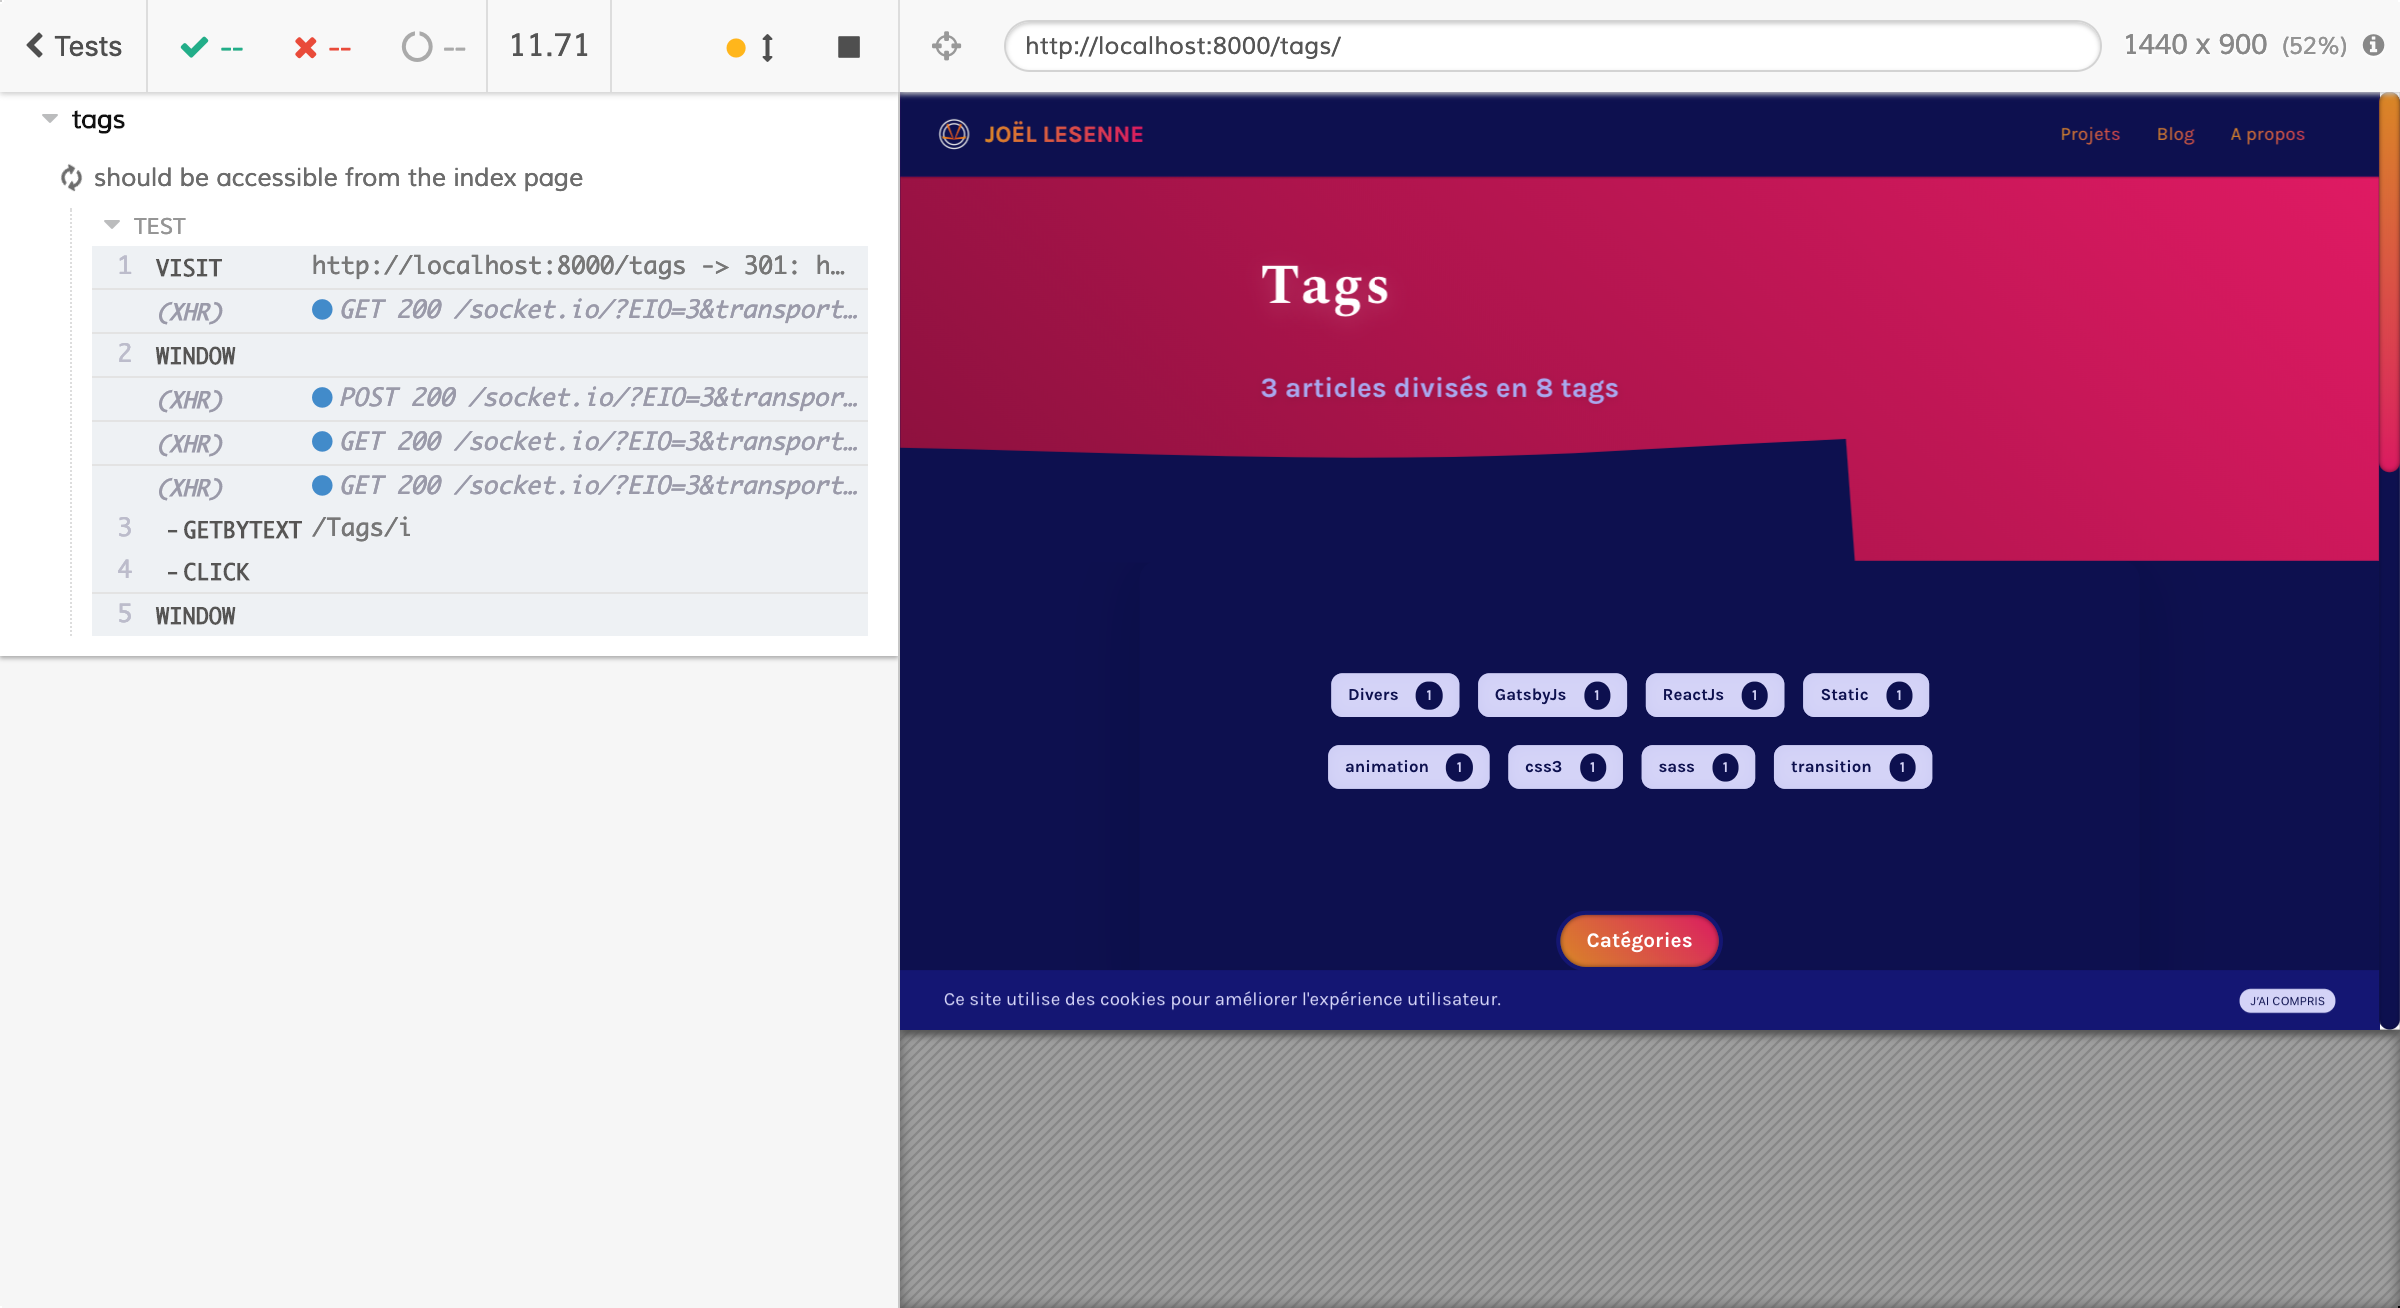 Tests -- -- -- 11.71
tags
should be accessible from the index page
TEST
1 VISIT http://localhost:8000/tags -> 301: h…
(XHR) GET 200 /socket.io/?EIO=3&transport…
2 WINDOW
(XHR) POST 200 /socket.io/?EIO=3&transpor…
(XHR) GET 200 /socket.io/?EIO=3&transport…
(XHR) GET 200 /socket.io/?EIO=3&transport…
3 -GETBYTEXT /Tags/i
4 -CLICK
5 WINDOW
http://localhost:8000/tags/ 1440 x 900 (52%)
JOËL LESENNE Projets Blog A propos
Tags
3 articles divisés en 8 tags
Divers 1 GatsbyJs 1 ReactJs 1 Static 1
animation 1 css3 1 sass 1 transition 1
Catégories
Ce site utilise des cookies pour améliorer l'expérience utilisateur. J'AI COMPRIS